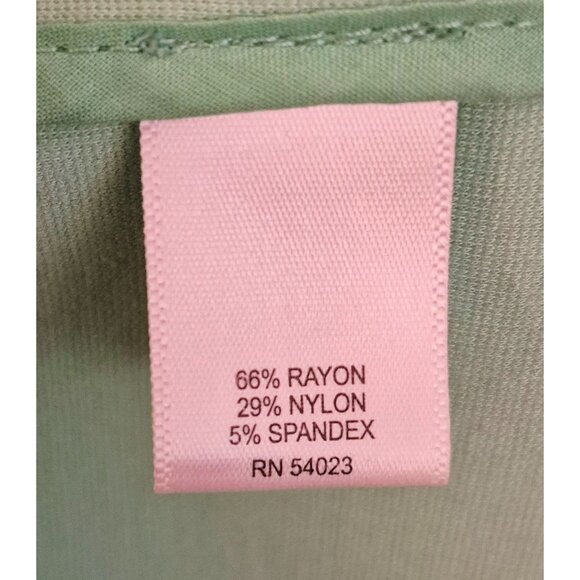 66% RAYON
29% NYLON
5% SPANDEX
RN 54023